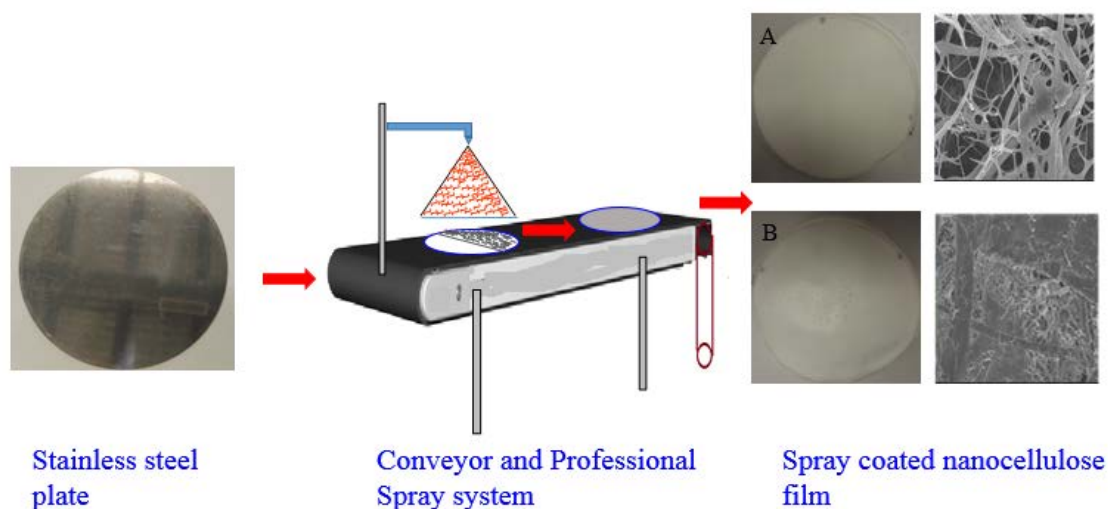 A
B
Stainless steel
plate
Conveyor and Professional
Spray system
Spray coated nanocellulose
film